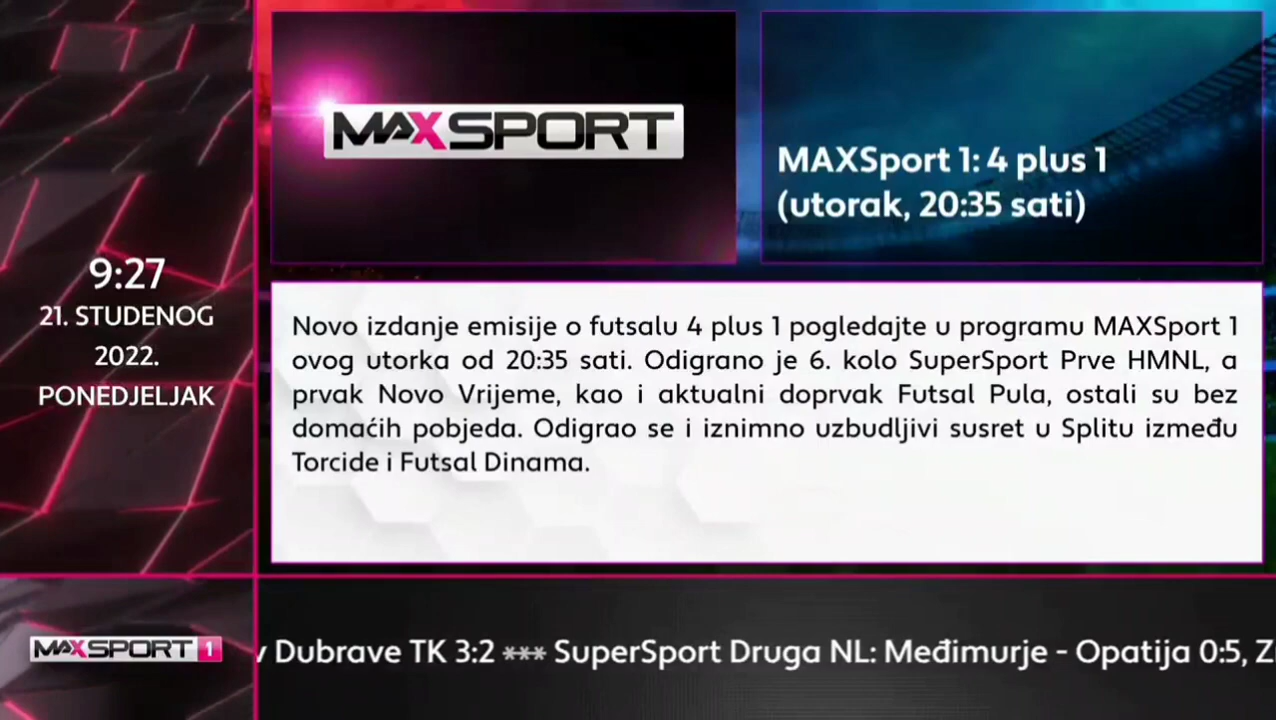 MAXSPORT
MAXSport 1: 4 plus 1
(utorak, 20:35 sati)
9:27
21. STUDENOG
2022.
PONEDJELJAK
Novo izdanje emisije o futsalu 4 plus 1 pogledajte u programu MAXSport 1
ovog utorka od 20:35 sati. Odigrano je 6. kolo SuperSport Prve HMNL, a
prvak Novo Vrijeme, kao i aktualni doprvak Futsal Pula, ostali su bez
domaćih pobjeda. Odigrao se i iznimno uzbudljivi susret u Splitu između
Torcide i Futsal Dinama.
MAXSPORT 1
Dubrave TK 3:2 *** SuperSport Druga NL: Međimurje - Opatija 0:5,